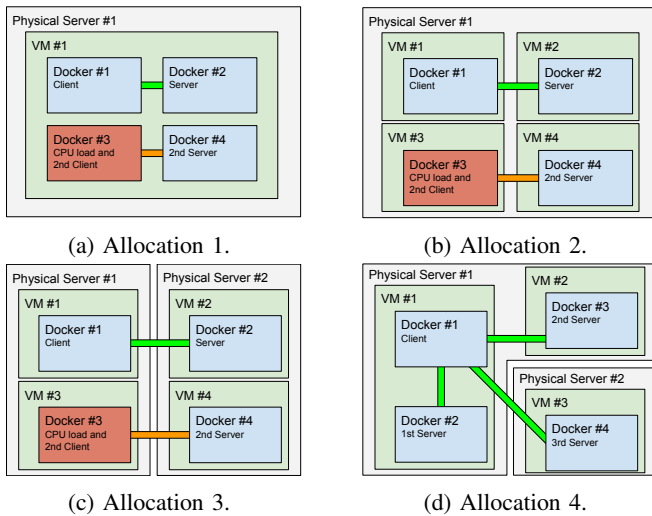 Physical Server #1
VM #1
Docker #1
Client
Docker #2
Server
Docker #3
CPU load and
2nd Client
Docker #4
2nd Server
(a) Allocation 1.
Physical Server #1
VM #1
Docker #1
Client
VM #2
Docker #2
Server
VM #3
Docker #3
CPU load and
2nd Client
VM #4
Docker #4
2nd Server
(b) Allocation 2.
Physical Server #1
VM #1
Docker #1
Client
Physical Server #2
VM #2
Docker #2
Server
VM #3
Docker #3
CPU load and
2nd Client
VM #4
Docker #4
2nd Server
(c) Allocation 3.
Physical Server #1
VM #1
Docker #1
Client
VM #2
Docker #3
2nd Server
Docker #2
1st Server
Physical Server #2
VM #3
Docker #4
3rd Server
(d) Allocation 4.